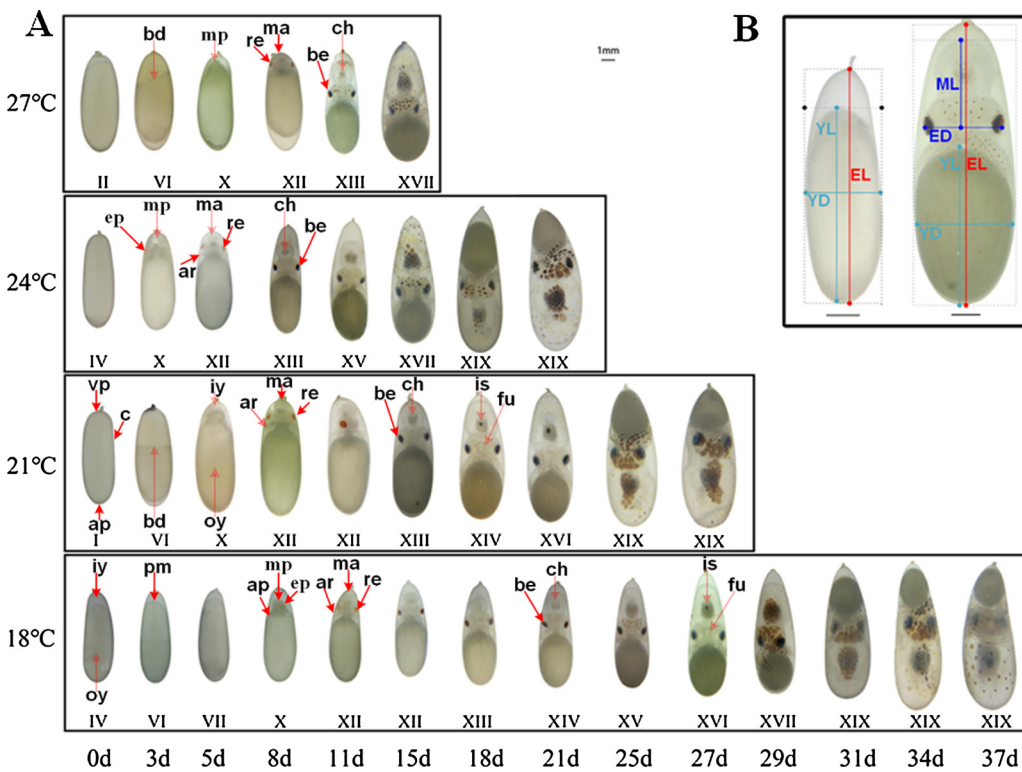 A
B
1mm
27°C
bd
mp
re
ma
be
ch
II VI X XII XIII XVII
24°C
ep
mp
ma
re
ar
ch
be
IV X XII XIII XV XVII XIX XIX
21°C
vp
c
ap
bd
iy
oy
ar
ma
re
be
ch
is
fu
I VI X XII XII XIII XIV XVI XIX XIX
18°C
iy
oy
pm
ap
mp
ep
ar
ma
re
be
ch
is
fu
IV VI VII X XII XII XIII XIV XV XVI XVII XIX XIX XIX
0d 3d 5d 8d 11d 15d 18d 21d 25d 27d 29d 31d 34d 37d
YL
EL
YD
ML
ED
YL
EL
YD